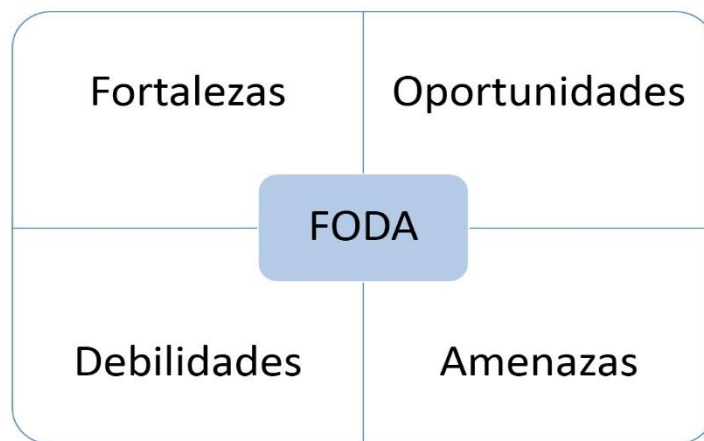 Fortalezas
Oportunidades
FODA
Debilidades
Amenazas